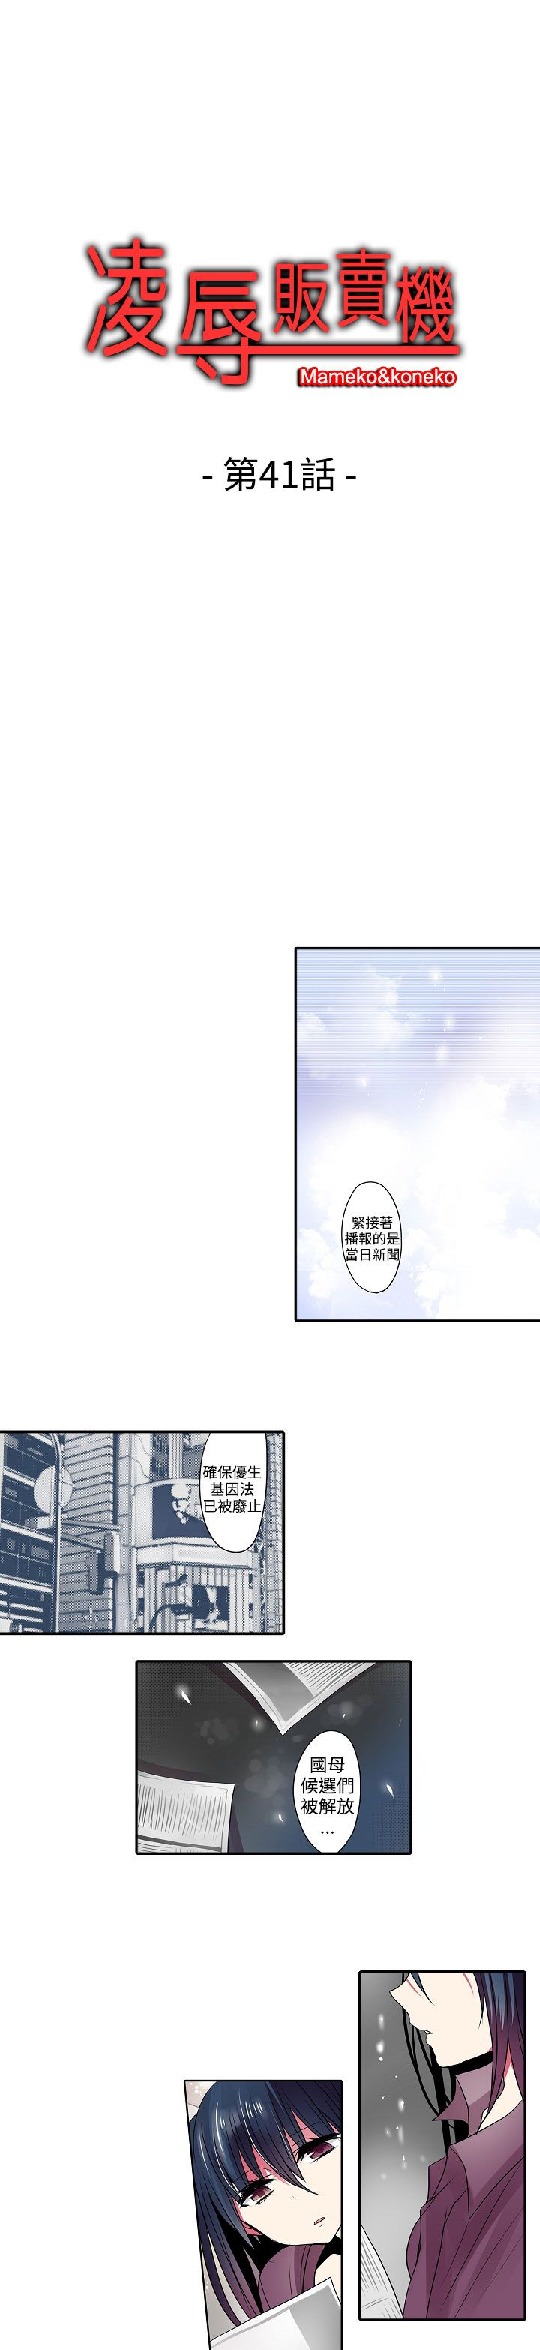 凌辱販賣機
Mameko&koneko
- 第41話 -
緊接著
播報的是
當日新聞
確保優生
基因法
已被廢止
國母
候選們
被解放
...